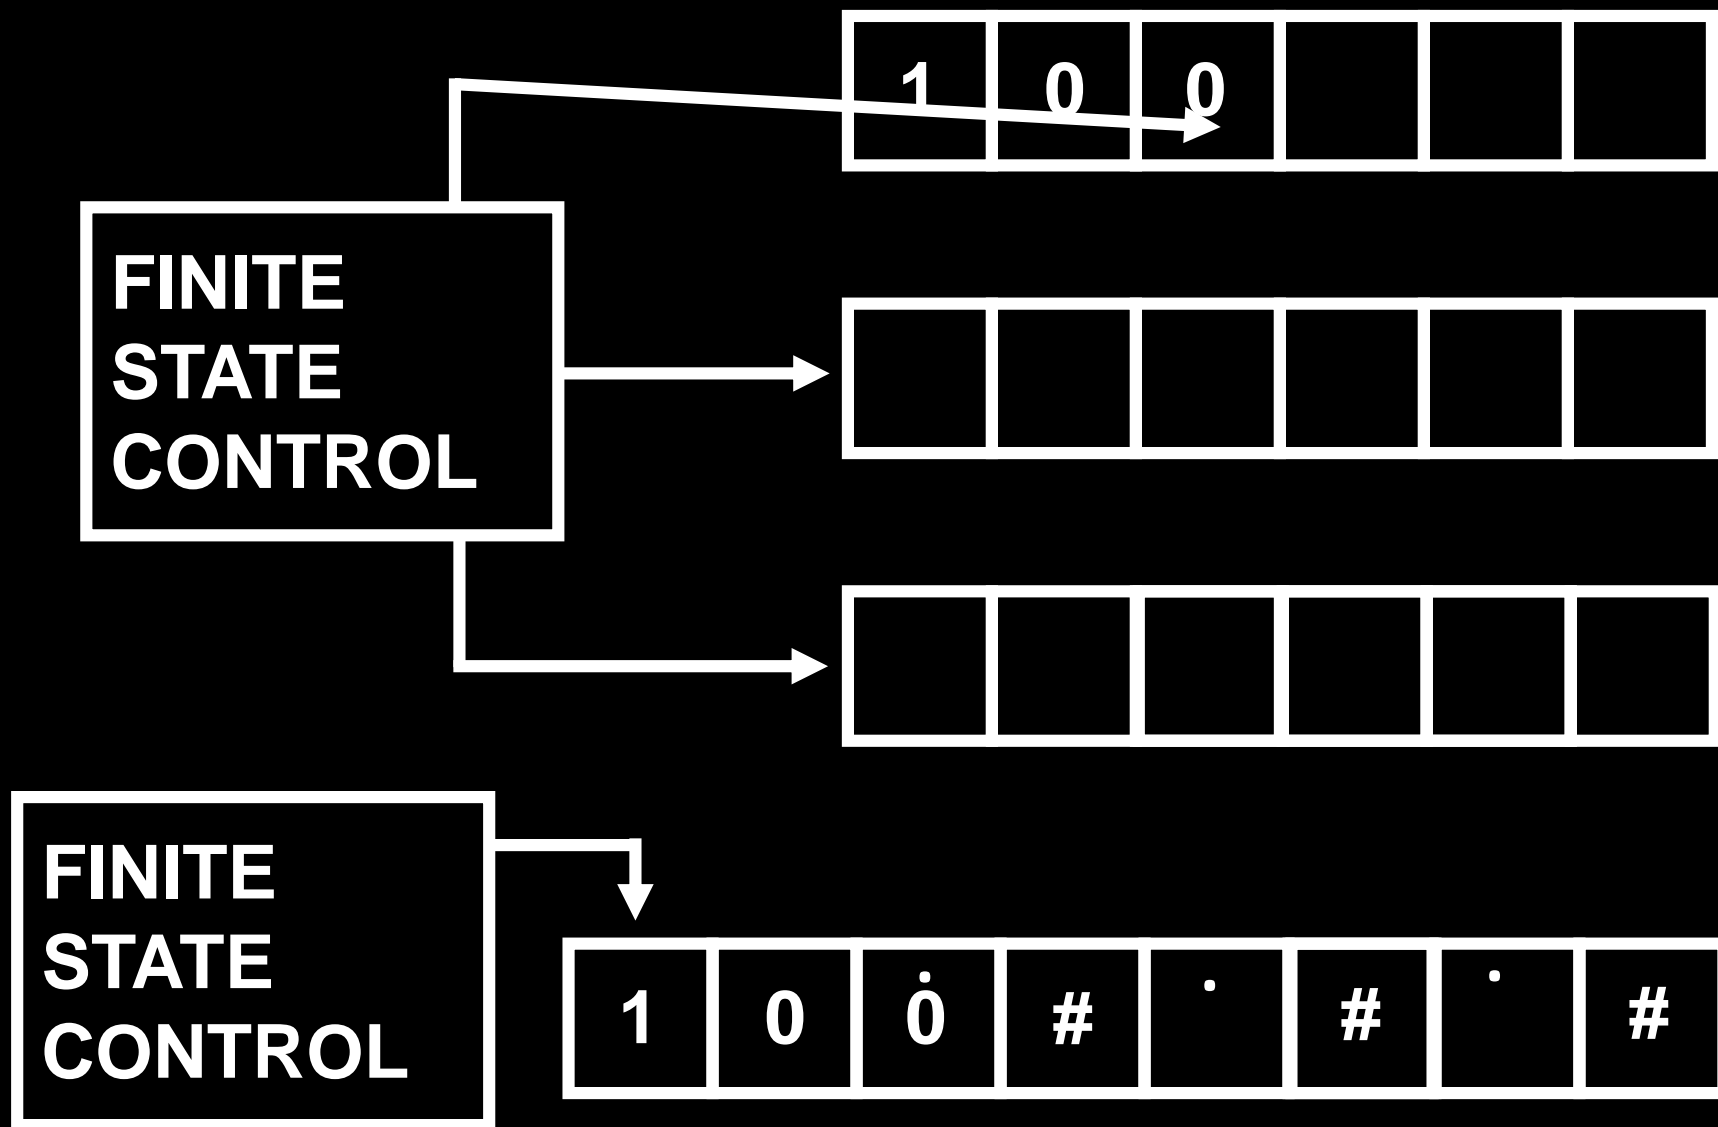 1 0 0
FINITE
STATE
CONTROL
FINITE
STATE
CONTROL
1 0 0̇ # ˙ # ˙ #